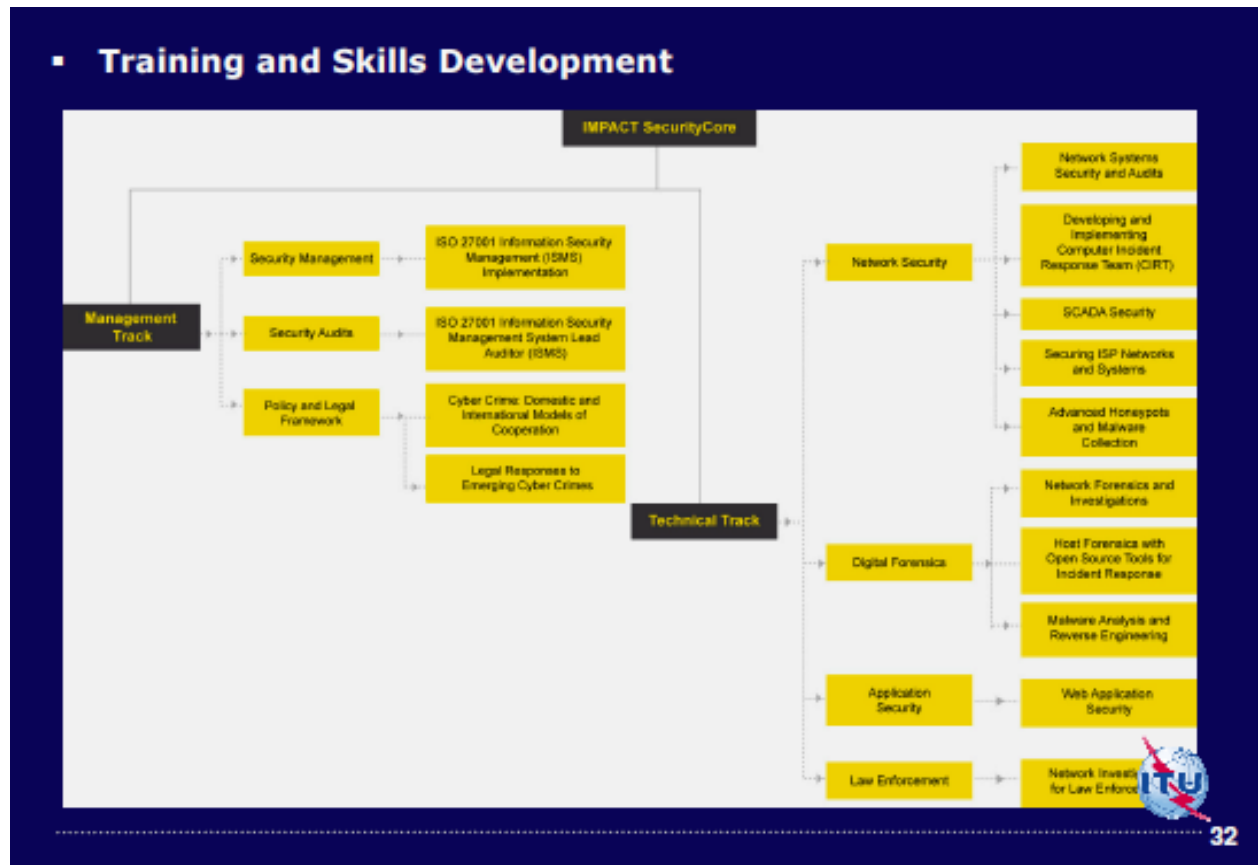 ▪ Training and Skills Development
IMPACT SecurityCore
Management
Track
Security Management
ISO 27001 Information Security
Management (ISMS)
Implementation
Security Audits
ISO 27001 Information Security
Management System Lead
Auditor (ISMS)
Policy and Legal
Framework
Cyber Crime: Domestic and
International Models of
Cooperation
Legal Responses to
Emerging Cyber Crimes
Technical Track
Network Security
Network Systems
Security and Audits
Developing and
Implementing
Computer Incident
Response Team (CIRT)
SCADA Security
Securing ISP Networks
and Systems
Advanced Honeypots
and Malware
Collection
Digital Forensics
Network Forensics and
Investigations
Host Forensics with
Open Source Tools for
Incident Response
Malware Analysis and
Reverse Engineering
Application
Security
Web Application
Security
Law Enforcement
Network
for Law
ITU
32